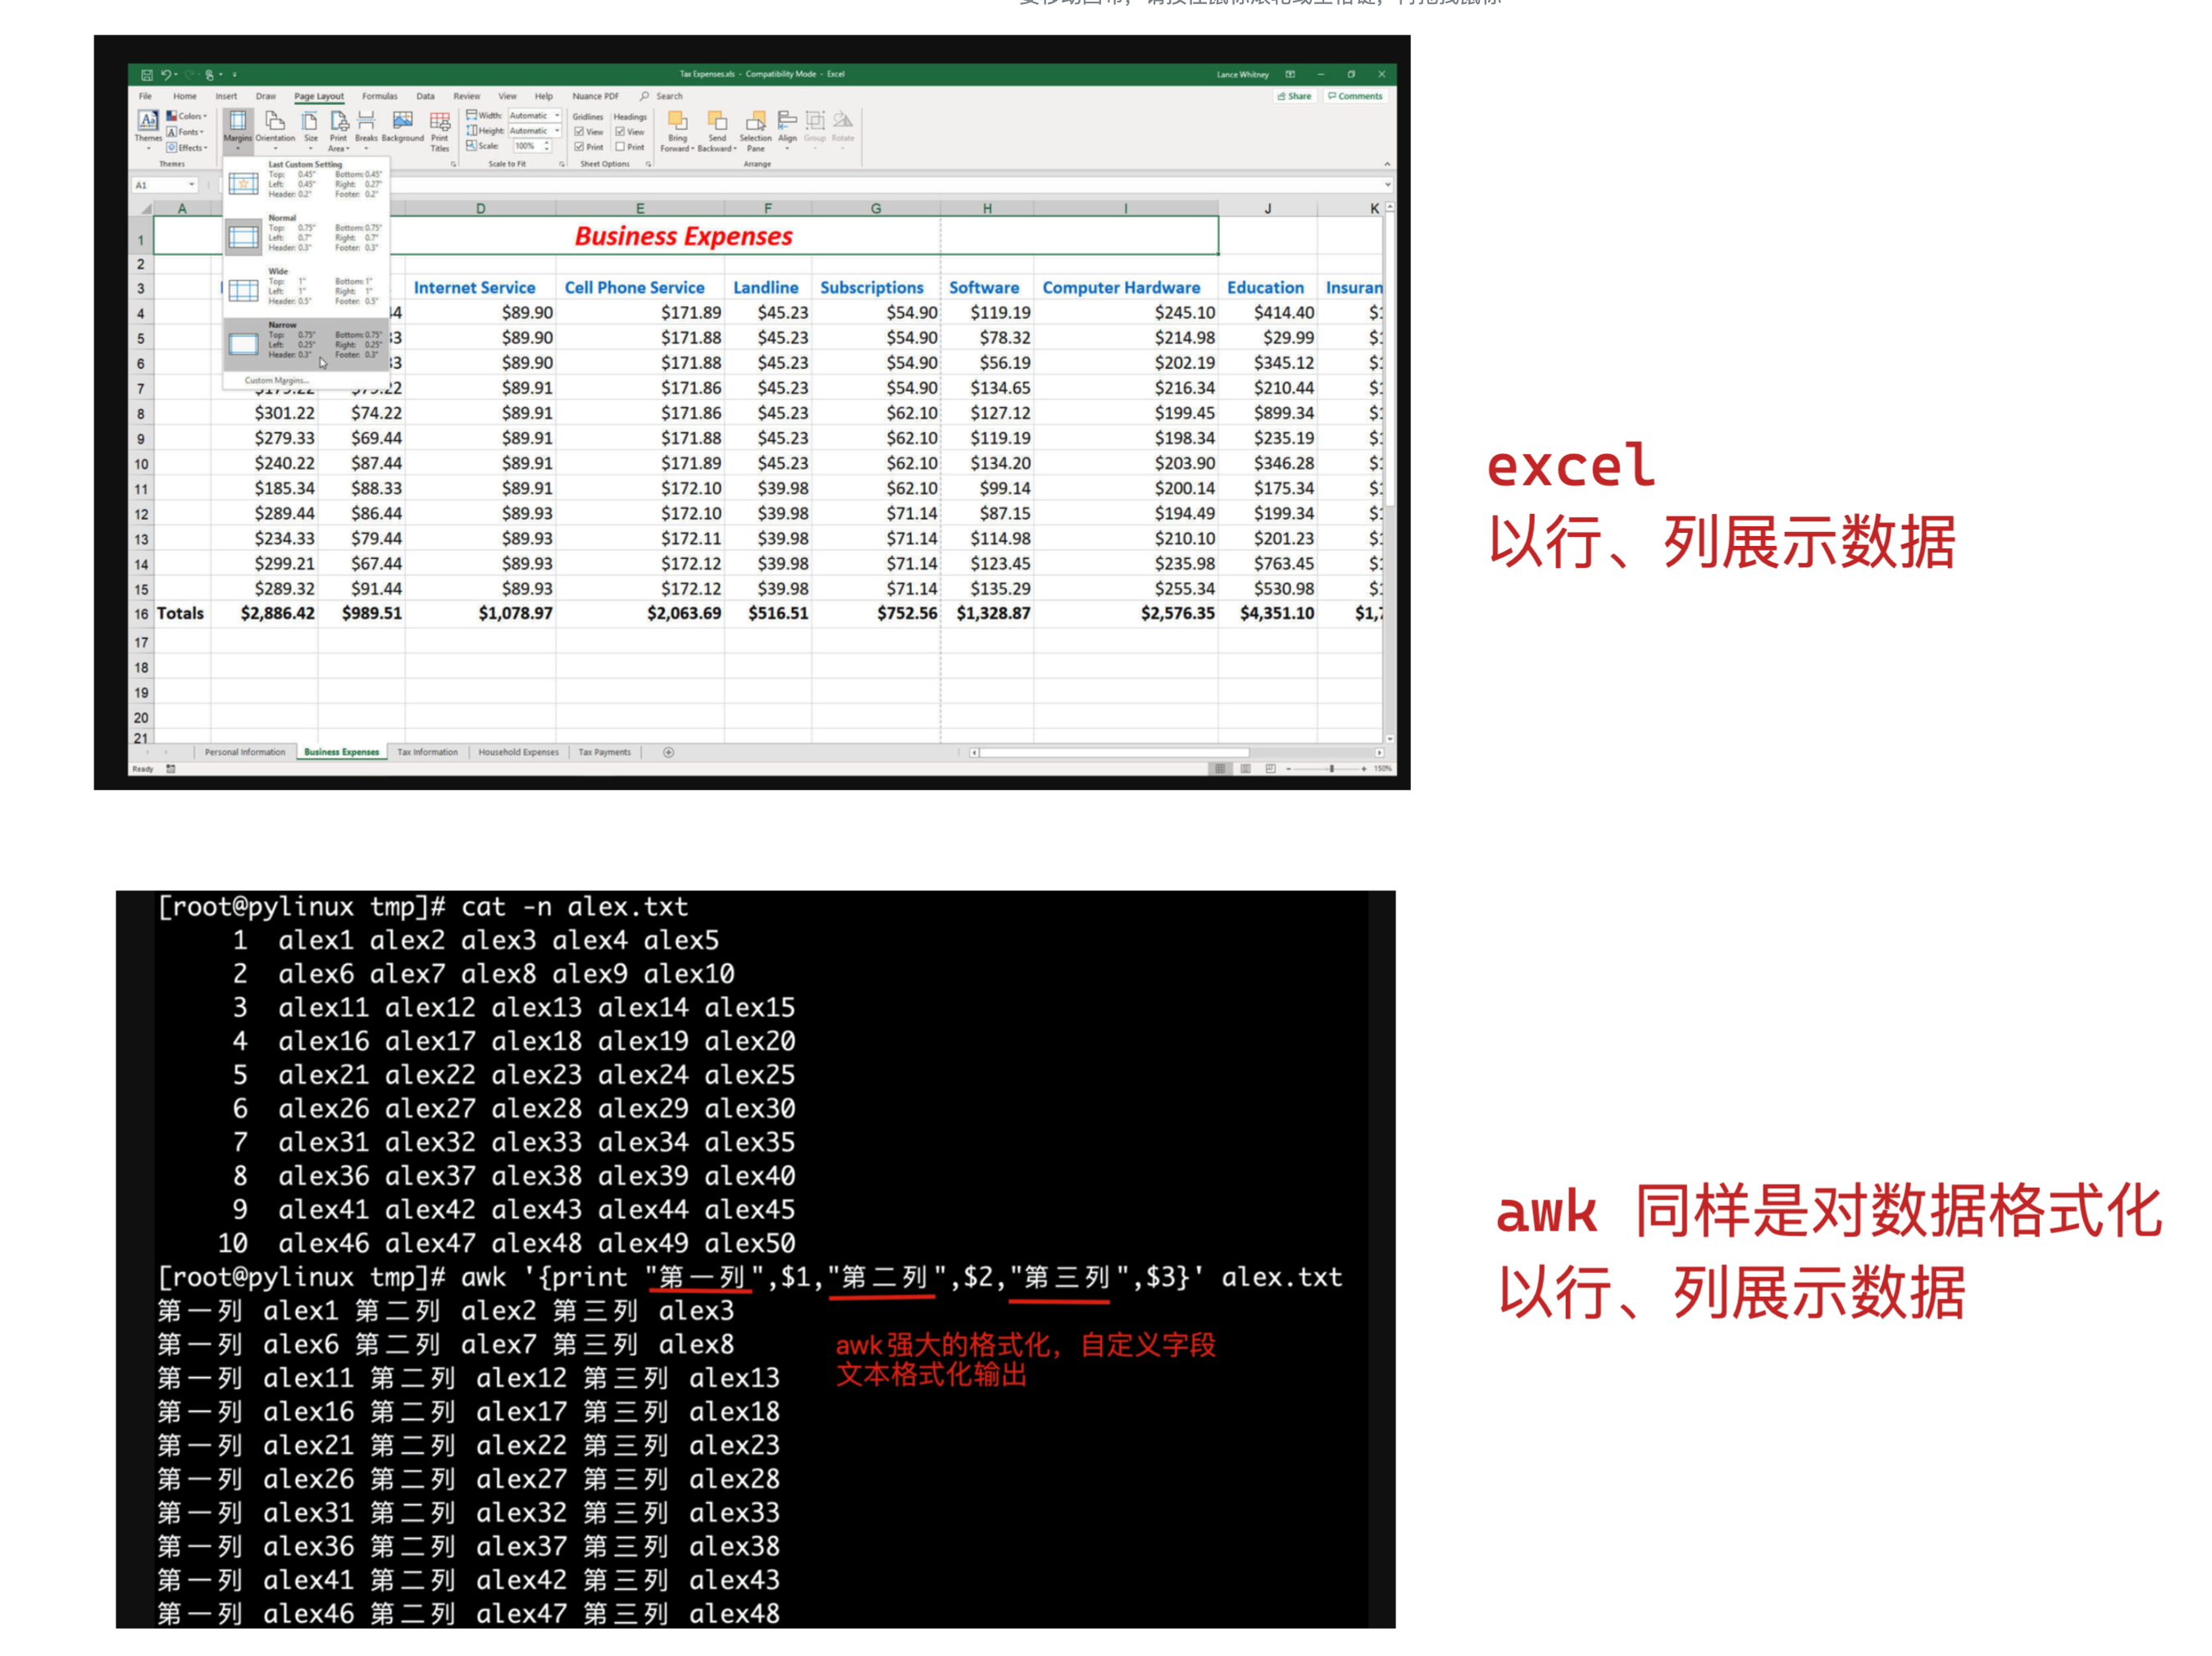 Tax Expenses.xls - Compatibility Mode - Excel
Lance Whitney
File Home Insert Draw Page Layout Formulas Data Review View Help Nuance PDF Search
Share Comments
Themes
Colors
Fonts
Effects
Themes
Margins Orientation Size Print Area Breaks Background Print Titles
Width: Automatic
Height: Automatic
Scale: 100%
Scale to Fit
Gridlines Headings
View View
Print Print
Sheet Options
Bring Forward Send Backward Selection Pane Align Group Rotate
Arrange
Last Custom Setting
Top: 0.45" Bottom: 0.45"
Left: 0.45" Right: 0.27"
Header: 0.2" Footer: 0.2"
Normal
Top: 0.75" Bottom: 0.75"
Left: 0.7" Right: 0.7"
Header: 0.3" Footer: 0.3"
Wide
Top: 1" Bottom: 1"
Left: 1" Right: 1"
Header: 0.5" Footer: 0.5"
Narrow
Top: 0.75" Bottom: 0.75"
Left: 0.25" Right: 0.25"
Header: 0.3" Footer: 0.3"
Custom Margins...
A1
A D E F G H I J K
1 Business Expenses
2
3 Internet Service Cell Phone Service Landline Subscriptions Software Computer Hardware Education Insuran
4 $89.90 $171.89 $45.23 $54.90 $119.19 $245.10 $414.40
5 $89.90 $171.88 $45.23 $54.90 $78.32 $214.98 $29.99
6 $89.90 $171.88 $45.23 $54.90 $56.19 $202.19 $345.12
7 $89.91 $171.86 $45.23 $54.90 $134.65 $216.34 $210.44
8 $301.22 $74.22 $89.91 $171.86 $45.23 $62.10 $127.12 $199.45 $899.34
9 $279.33 $69.44 $89.91 $171.88 $45.23 $62.10 $119.19 $198.34 $235.19
10 $240.22 $87.44 $89.91 $171.89 $45.23 $62.10 $134.20 $203.90 $346.28
11 $185.34 $88.33 $89.91 $172.10 $39.98 $62.10 $99.14 $200.14 $175.34
12 $289.44 $86.44 $89.93 $172.10 $39.98 $71.14 $87.15 $194.49 $199.34
13 $234.33 $79.44 $89.93 $172.11 $39.98 $71.14 $114.98 $210.10 $201.23
14 $299.21 $67.44 $89.93 $172.12 $39.98 $71.14 $123.45 $235.98 $763.45
15 $289.32 $91.44 $89.93 $172.12 $39.98 $71.14 $135.29 $255.34 $530.98
16 Totals $2,886.42 $989.51 $1,078.97 $2,063.69 $516.51 $752.56 $1,328.87 $2,576.35 $4,351.10
17
18
19
20
21
Personal Information Business Expenses Tax Information Household Expenses Tax Payments
Ready
150%
excel
以行、列展示数据
[root@pylinux tmp]# cat -n alex.txt
1 alex1 alex2 alex3 alex4 alex5
2 alex6 alex7 alex8 alex9 alex10
3 alex11 alex12 alex13 alex14 alex15
4 alex16 alex17 alex18 alex19 alex20
5 alex21 alex22 alex23 alex24 alex25
6 alex26 alex27 alex28 alex29 alex30
7 alex31 alex32 alex33 alex34 alex35
8 alex36 alex37 alex38 alex39 alex40
9 alex41 alex42 alex43 alex44 alex45
10 alex46 alex47 alex48 alex49 alex50
[root@pylinux tmp]# awk '{print "第一列",$1,"第二列",$2,"第三列",$3}' alex.txt
第一列 alex1 第二列 alex2 第三列 alex3
第一列 alex6 第二列 alex7 第三列 alex8
第一列 alex11 第二列 alex12 第三列 alex13
第一列 alex16 第二列 alex17 第三列 alex18
第一列 alex21 第二列 alex22 第三列 alex23
第一列 alex26 第二列 alex27 第三列 alex28
第一列 alex31 第二列 alex32 第三列 alex33
第一列 alex36 第二列 alex37 第三列 alex38
第一列 alex41 第二列 alex42 第三列 alex43
第一列 alex46 第二列 alex47 第三列 alex48
awk强大的格式化，自定义字段
文本格式化输出
awk 同样是对数据格式化
以行、列展示数据